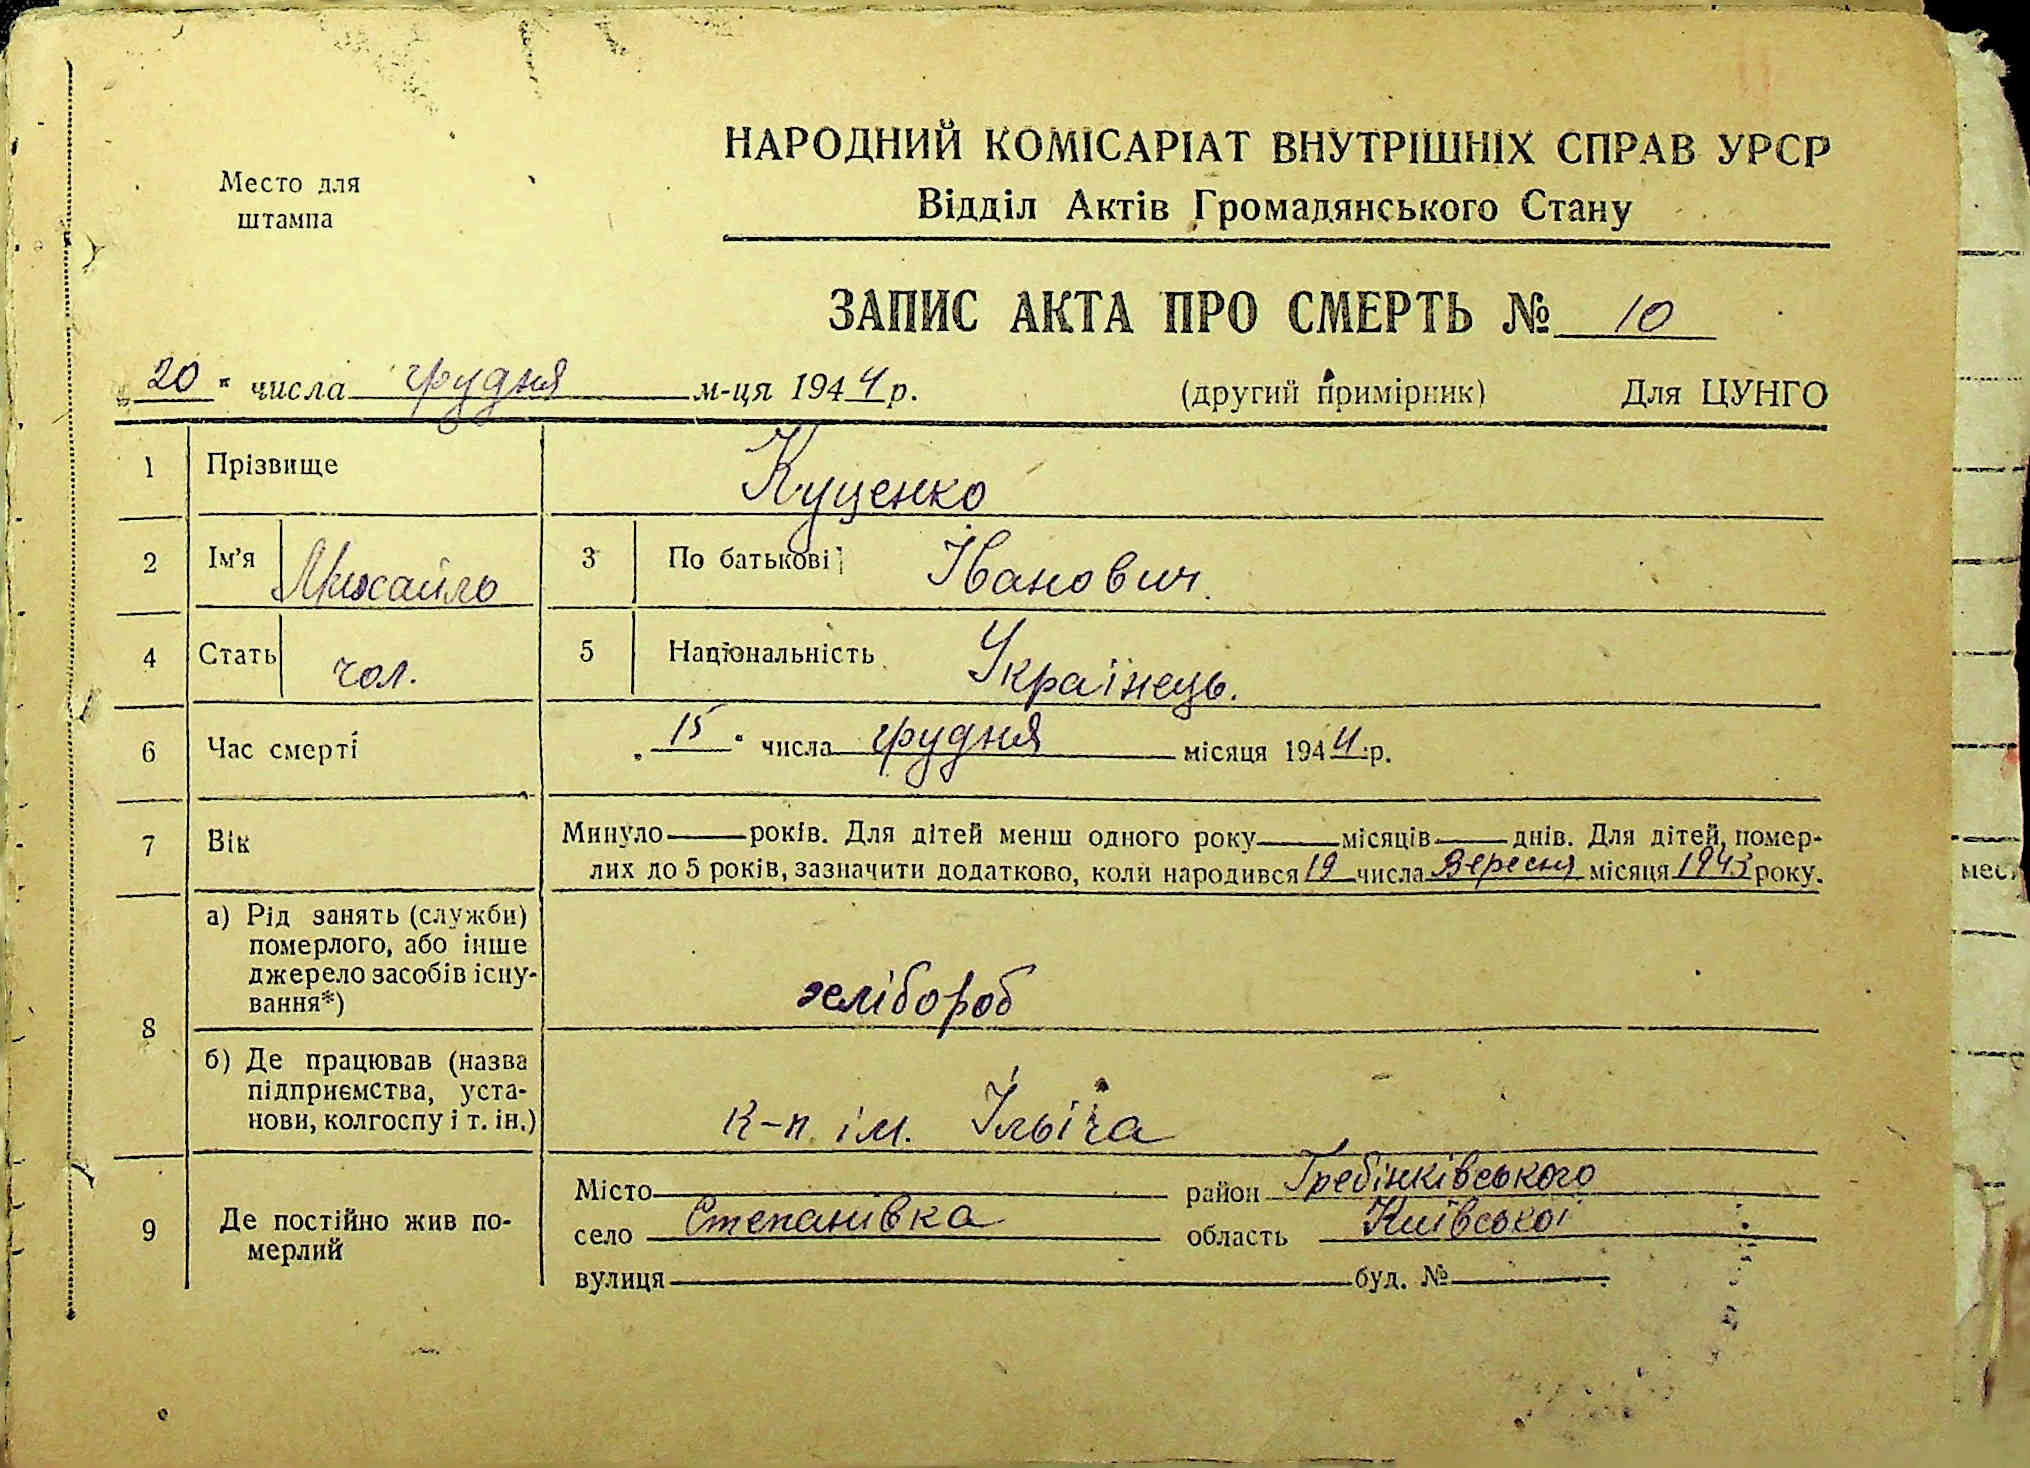 Место для
штампа
НАРОДНИЙ КОМІСАРІАТ ВНУТРІШНІХ СПРАВ УРСР
Відділ Актів Громадянського Стану
ЗАПИС АКТА ПРО СМЕРТЬ № 10
„20" числа грудня м-ця 1944 р.
(другий примірник) Для ЦУНГО
1 Прізвище Куценко
2 Ім'я Михайло 3 По батькові Іванович.
4 Стать чол. 5 Національність Українець.
6 Час смерті „15" числа грудня місяця 1944 р.
7 Вік Минуло — років. Для дітей менш одного року — місяців — днів. Для дітей, помер-
лих до 5 років, зазначити додатково, коли народився 19 числа Вересня місяця 1943 року.
8 а) Рід занять (служби)
померлого, або інше
джерело засобів існу-
вання*)
хлібороб
б) Де працював (назва
підприємства, уста-
нови, колгоспу і т. ін.)
к-п ім. Ільіча
9 Де постійно жив по-
мерлий
Місто — район Гребінківського
село Степанівка область Київської
вулиця — буд. № —
мес